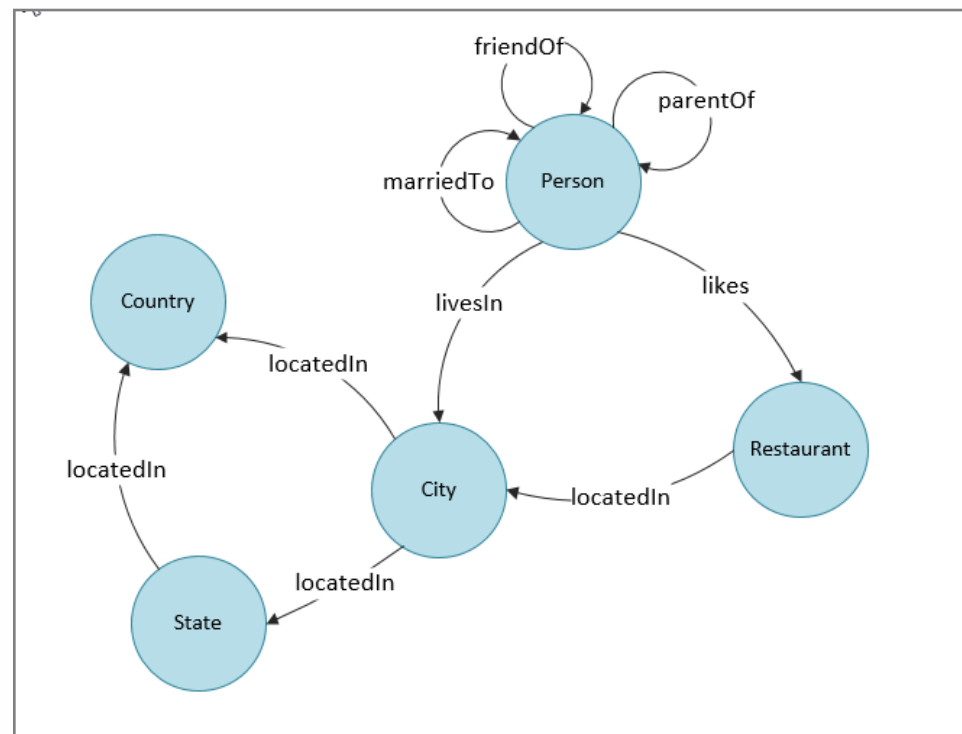 friendOf
parentOf
marriedTo
Person
Country
livesIn
likes
locatedIn
Restaurant
locatedIn
City
locatedIn
locatedIn
State